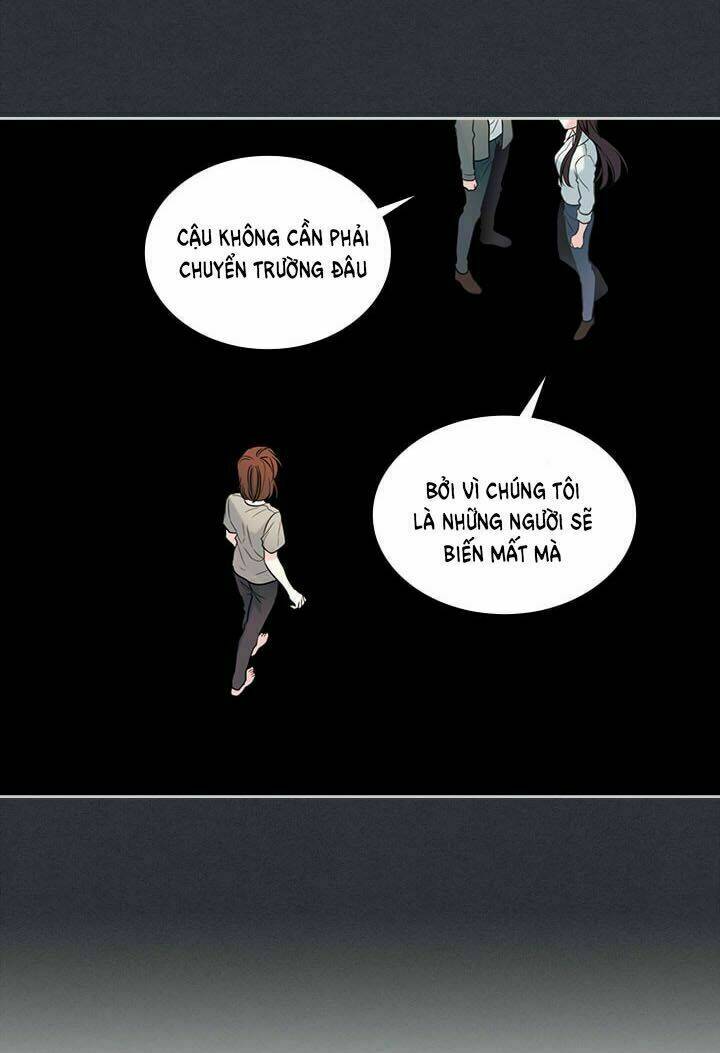 CẬU KHÔNG CẦN PHẢI
CHUYỂN TRƯỜNG ĐÂU
BỞI VÌ CHÚNG TÔI
LÀ NHỮNG NGƯỜI SẼ
BIẾN MẤT MÀ